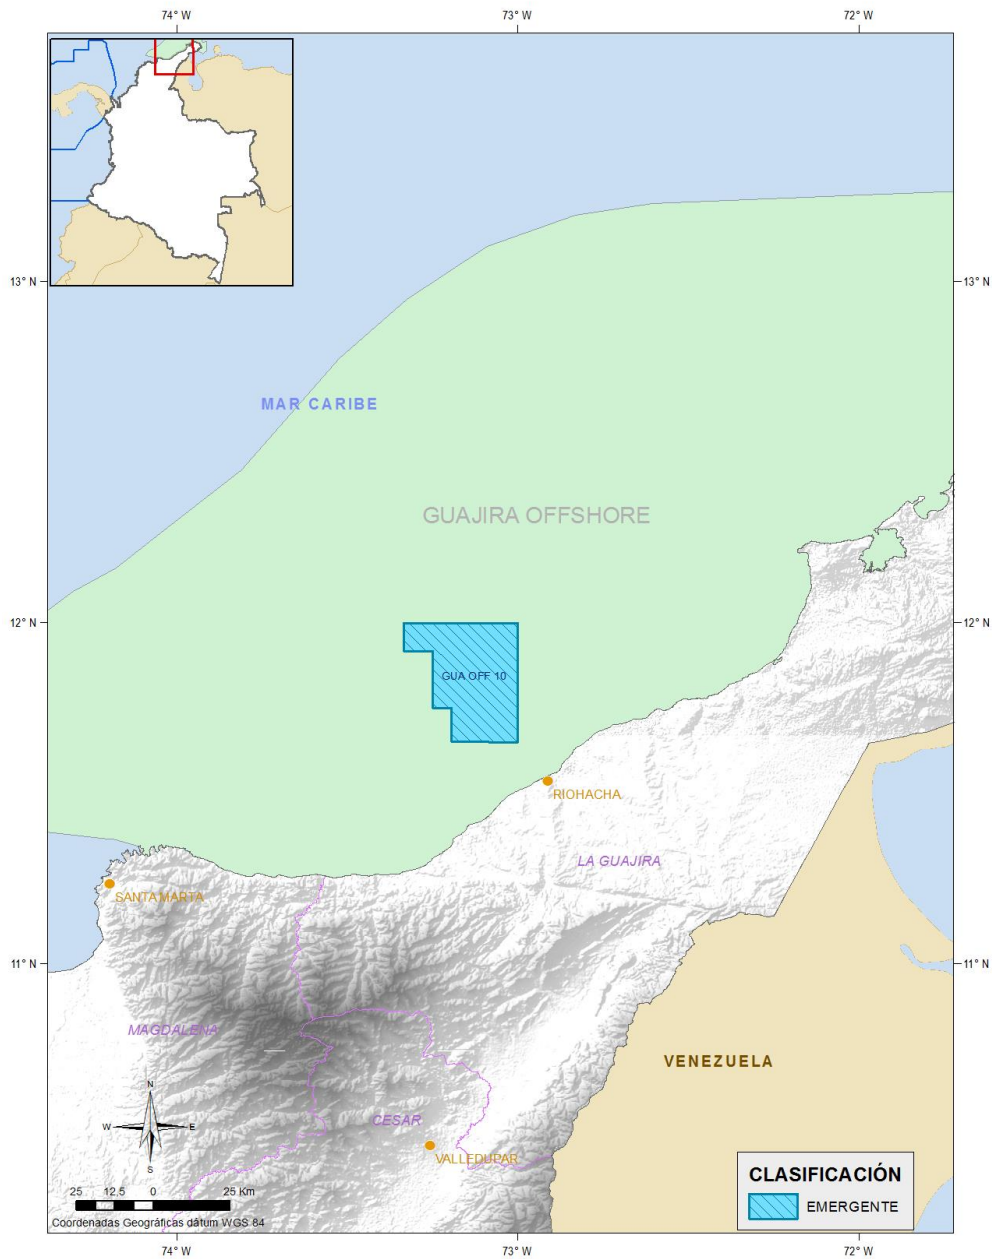 74° W 73° W 72° W
13° N 13° N
MAR CARIBE
GUAJIRA OFFSHORE
12° N 12° N
GUA OFF 10
RIOHACHA
LA GUAJIRA
SANTA MARTA
11° N 11° N
MAGDALENA
VENEZUELA
N
W E
S
CESAR
VALLEDUPAR
CLASIFICACIÓN
EMERGENTE
25 12,5 0 25 Km
Coordenadas Geográficas dátum WGS 84
74° W 73° W 72° W